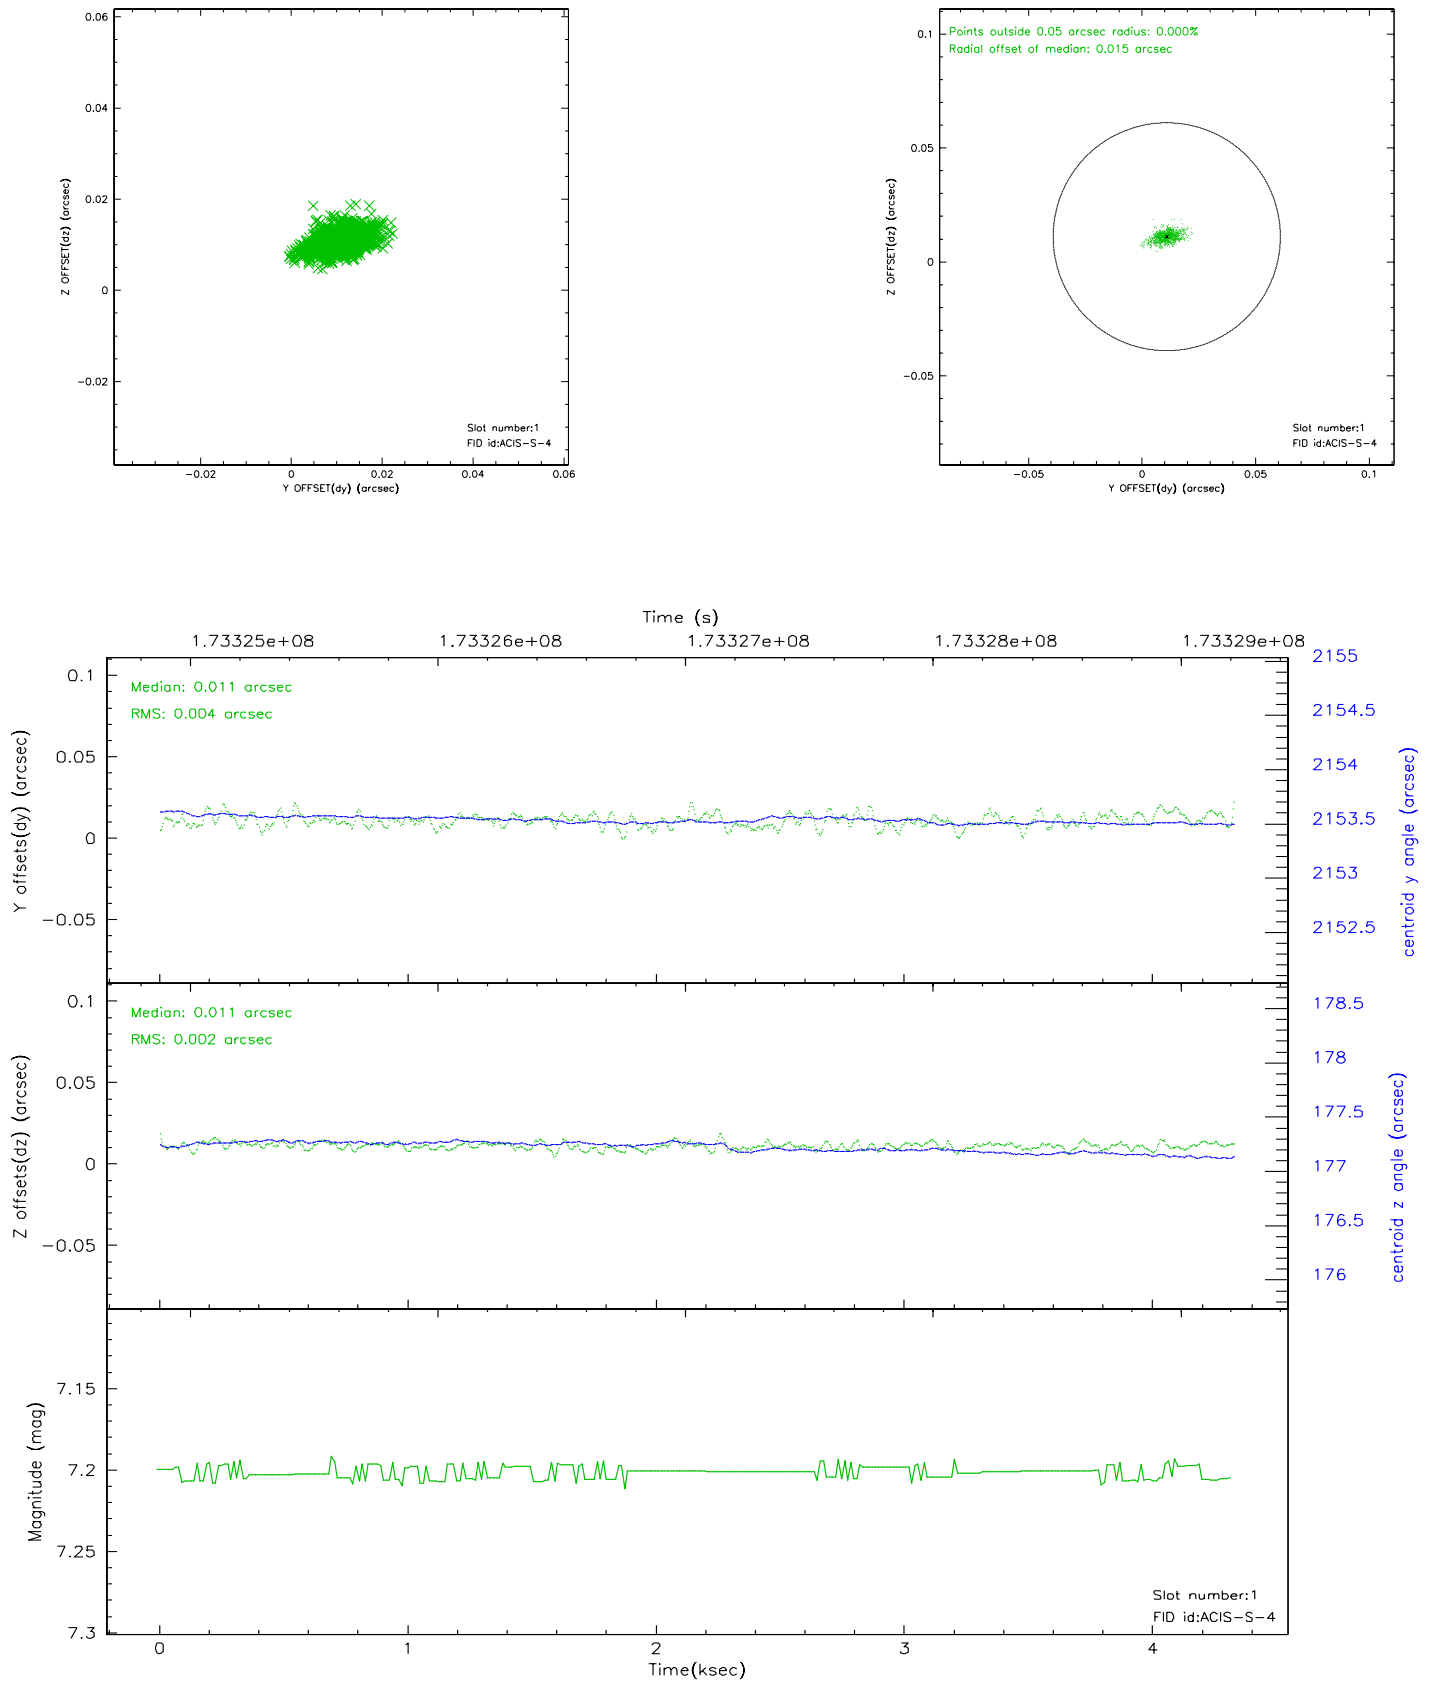 0.06
0.04
0.02
0
-0.02
Z OFFSET(dz) (arcsec)
Slot number:1
FID id:ACIS-S-4
-0.02 0 0.02 0.04 0.06
Y OFFSET(dy) (arcsec)
Points outside 0.05 arcsec radius: 0.000%
Radial offset of median: 0.015 arcsec
0.1
0.05
0
-0.05
Z OFFSET(dz) (arcsec)
Slot number:1
FID id:ACIS-S-4
-0.05 0 0.05 0.1
Y OFFSET(dy) (arcsec)
Time (s)
1.73325e+08 1.73326e+08 1.73327e+08 1.73328e+08 1.73329e+08
Median: 0.011 arcsec
RMS: 0.004 arcsec
0.1
0.05
0
-0.05
Y offsets(dy) (arcsec)
2155
2154.5
2154
2153.5
2153
2152.5
centroid y angle (arcsec)
Median: 0.011 arcsec
RMS: 0.002 arcsec
0.1
0.05
0
-0.05
Z offsets(dz) (arcsec)
178.5
178
177.5
177
176.5
176
centroid z angle (arcsec)
7.15
7.2
7.25
7.3
Magnitude (mag)
Slot number:1
FID id:ACIS-S-4
0 1 2 3 4
Time(ksec)